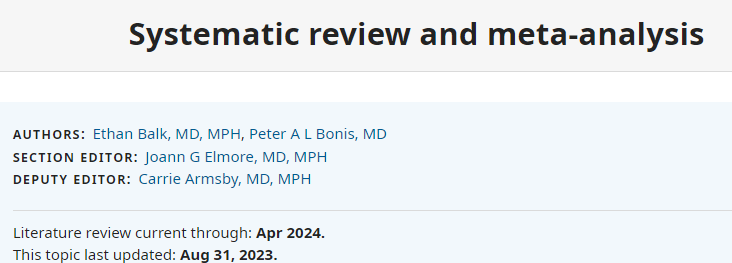 Systematic review and meta-analysis
AUTHORS: Ethan Balk, MD, MPH, Peter A L Bonis, MD
SECTION EDITOR: Joann G Elmore, MD, MPH
DEPUTY EDITOR: Carrie Armsby, MD, MPH
Literature review current through: Apr 2024.
This topic last updated: Aug 31, 2023.